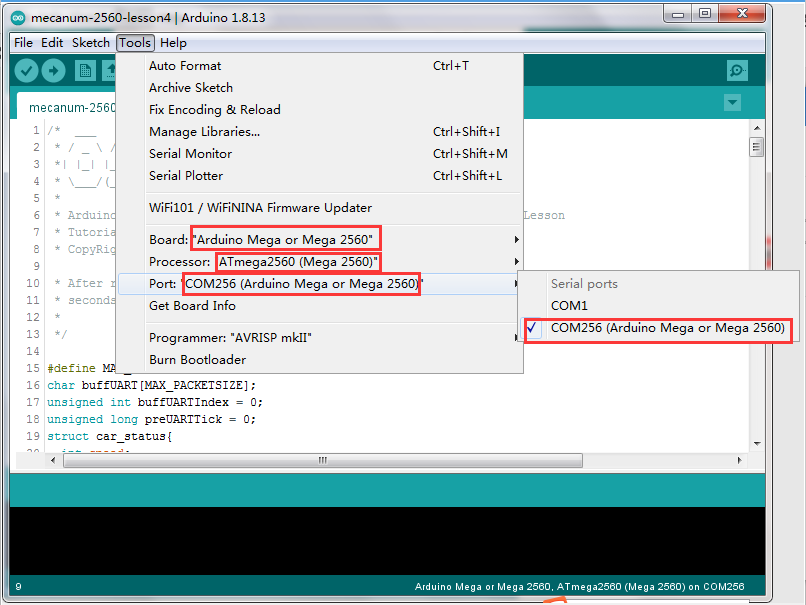 mecanum-2560-lesson4 | Arduino 1.8.13
File Edit Sketch Tools Help
Auto Format Ctrl+T
Archive Sketch
Fix Encoding & Reload
Manage Libraries... Ctrl+Shift+I
Serial Monitor Ctrl+Shift+M
Serial Plotter Ctrl+Shift+L
WiFi101 / WiFiNINA Firmware Updater
Board: "Arduino Mega or Mega 2560"
Processor: "ATmega2560 (Mega 2560)"
Port: "COM256 (Arduino Mega or Mega 2560)"
Get Board Info
Programmer: "AVRISP mkII"
Burn Bootloader
Serial ports
COM1
COM256 (Arduino Mega or Mega 2560)
mecanum-2560
1 /* ___
2 * / _ \ /
3 *| |_| |_
4 * \___/(_
5 *
6 * Arduino Lesson
7 * Tutoria
8 * CopyRig
9
10 * After r
11 * seconds
12 *
13 */
14
15 #define MA
16 char buffUART[MAX_PACKETSIZE];
17 unsigned int buffUARTIndex = 0;
18 unsigned long preUARTTick = 0;
19 struct car_status{
20 int speed;
9 Arduino Mega or Mega 2560, ATmega2560 (Mega 2560) on COM256